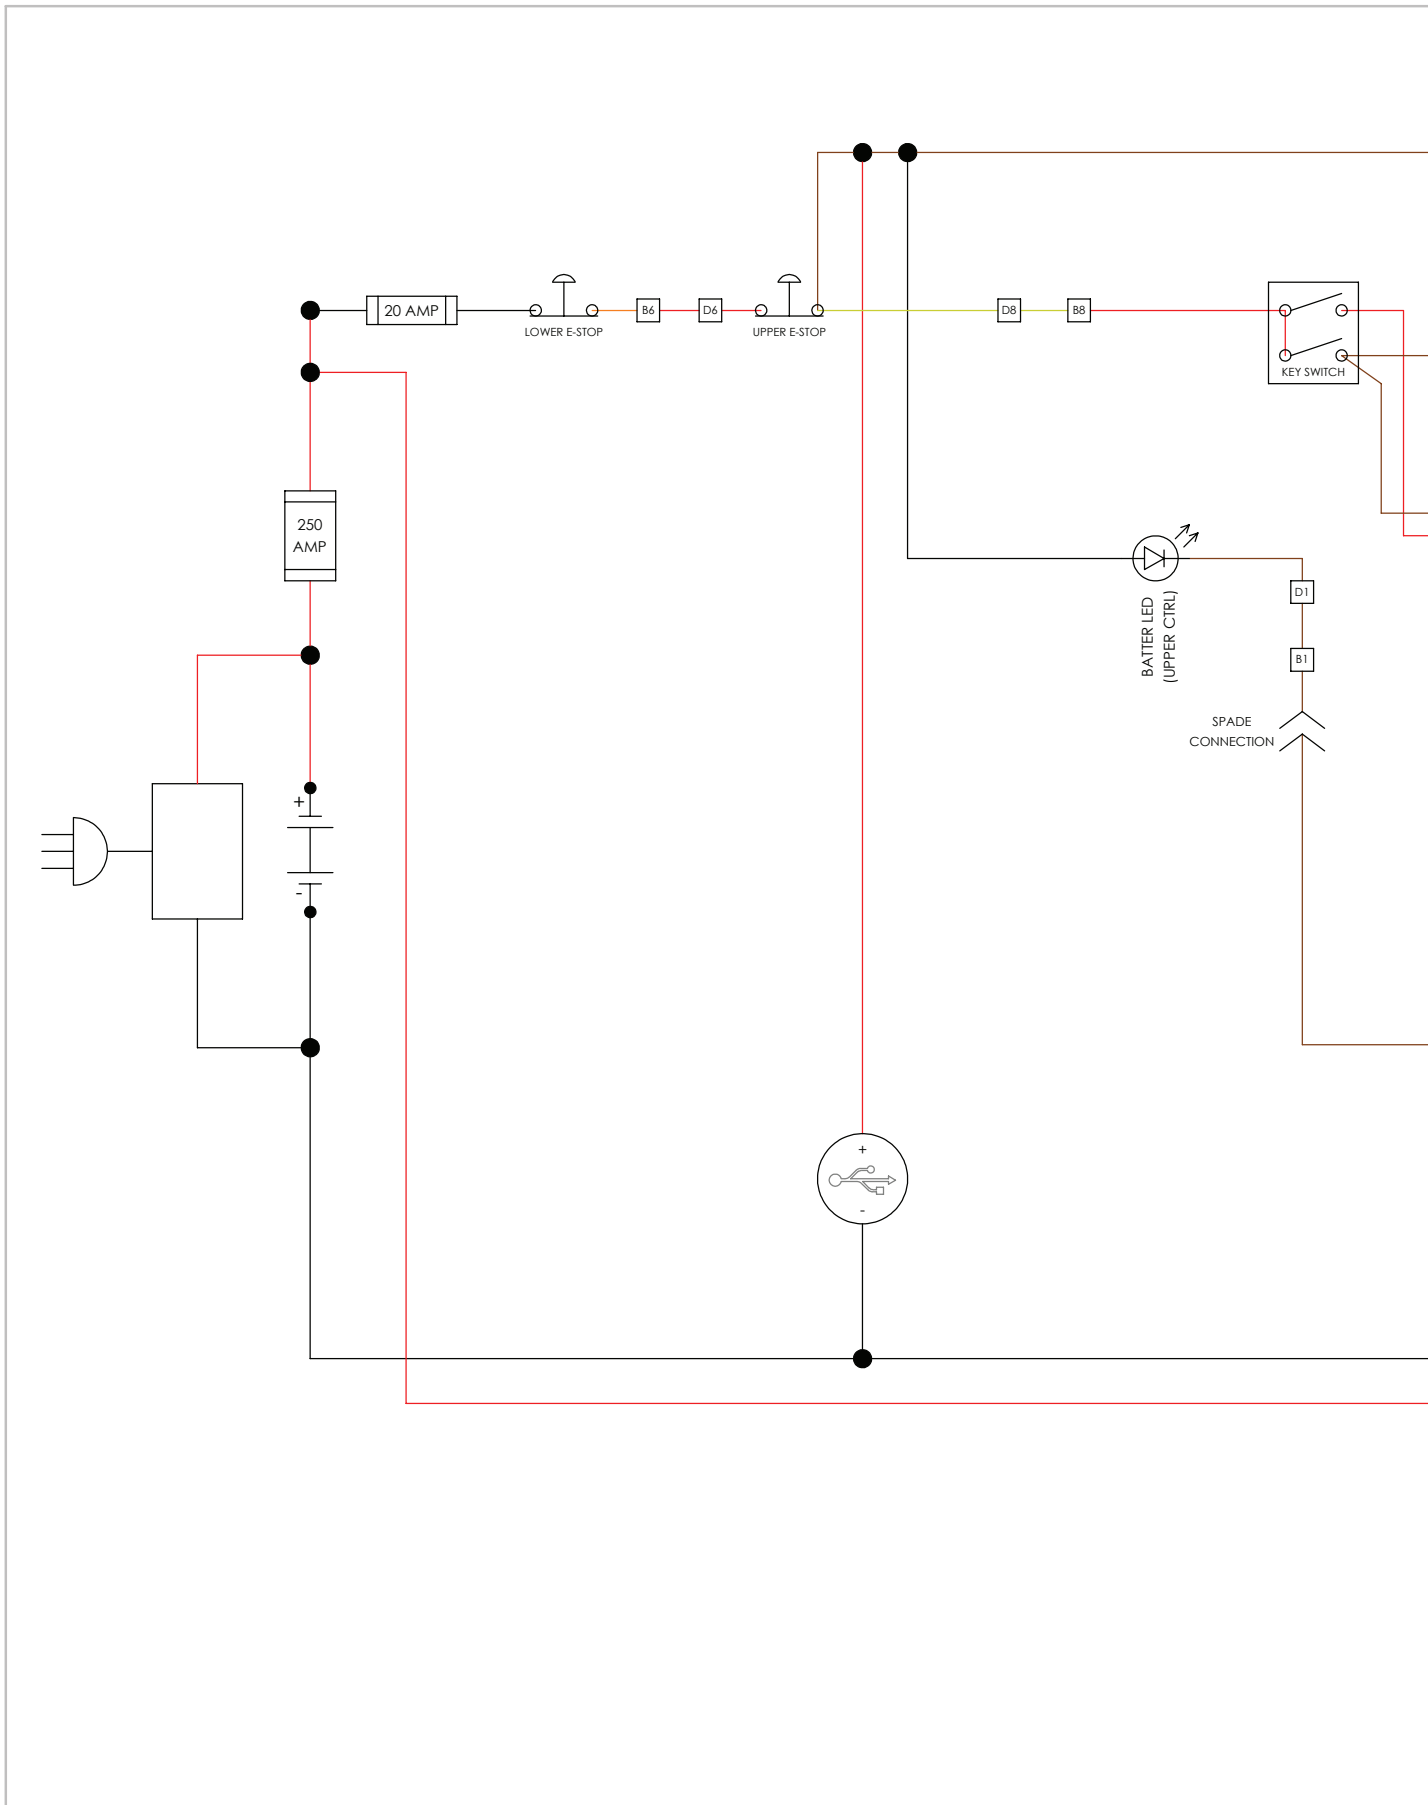 20 AMP
LOWER E-STOP
B6
D6
UPPER E-STOP
D8
B8
KEY SWITCH
250
AMP
BATTER LED
(UPPER CTRL)
D1
B1
SPADE
CONNECTION
+
-
+
-